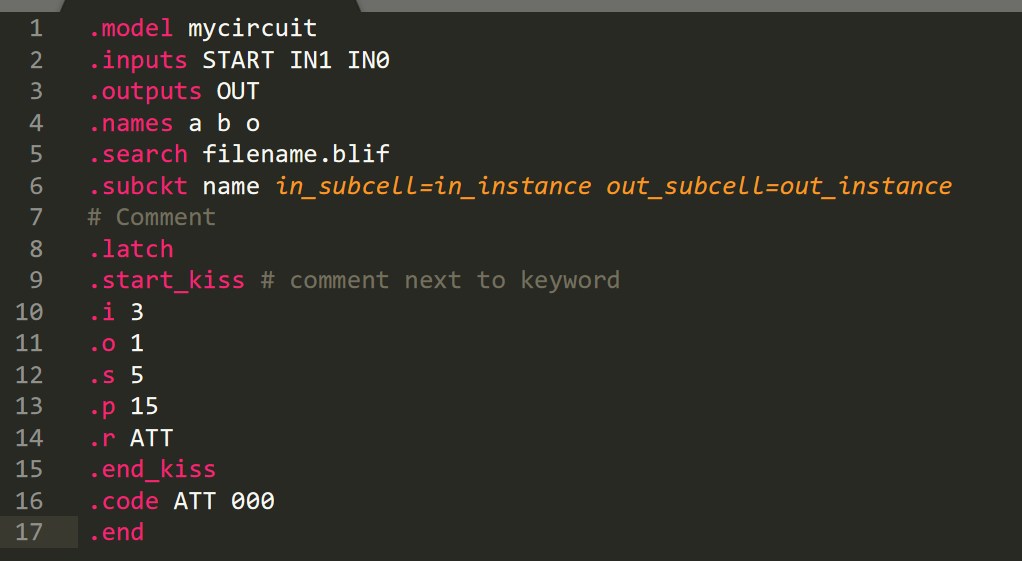 1 .model mycircuit
2 .inputs START IN1 IN0
3 .outputs OUT
4 .names a b o
5 .search filename.blif
6 .subckt name in_subcell=in_instance out_subcell=out_instance
7 # Comment
8 .latch
9 .start_kiss # comment next to keyword
10 .i 3
11 .o 1
12 .s 5
13 .p 15
14 .r ATT
15 .end_kiss
16 .code ATT 000
17 .end